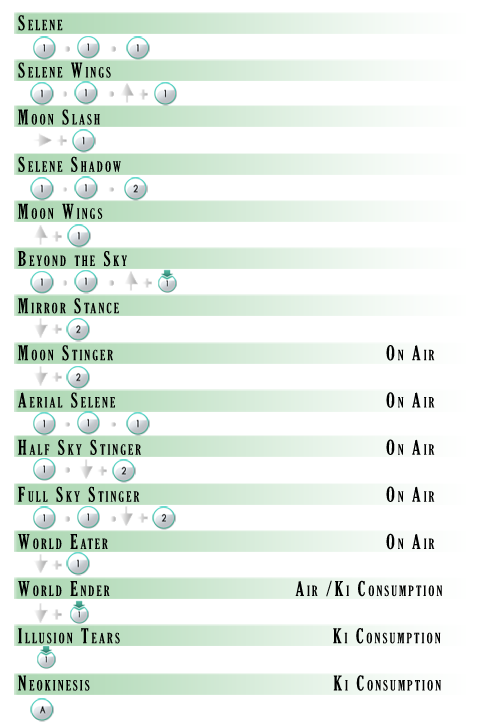 Selene
1 1 1
Selene Wings
1 1 + 1
Moon Slash
+ 1
Selene Shadow
1 1 2
Moon Wings
+ 1
Beyond the Sky
1 1 + 1
Mirror Stance
+ 2
Moon Stinger On Air
+ 2
Aerial Selene On Air
1 1 1
Half Sky Stinger On Air
1 + 2
Full Sky Stinger On Air
1 1 + 2
World Eater On Air
+ 1
World Ender Air /Ki Consumption
+ 1
Illusion Tears Ki Consumption
1
Neokinesis Ki Consumption
A